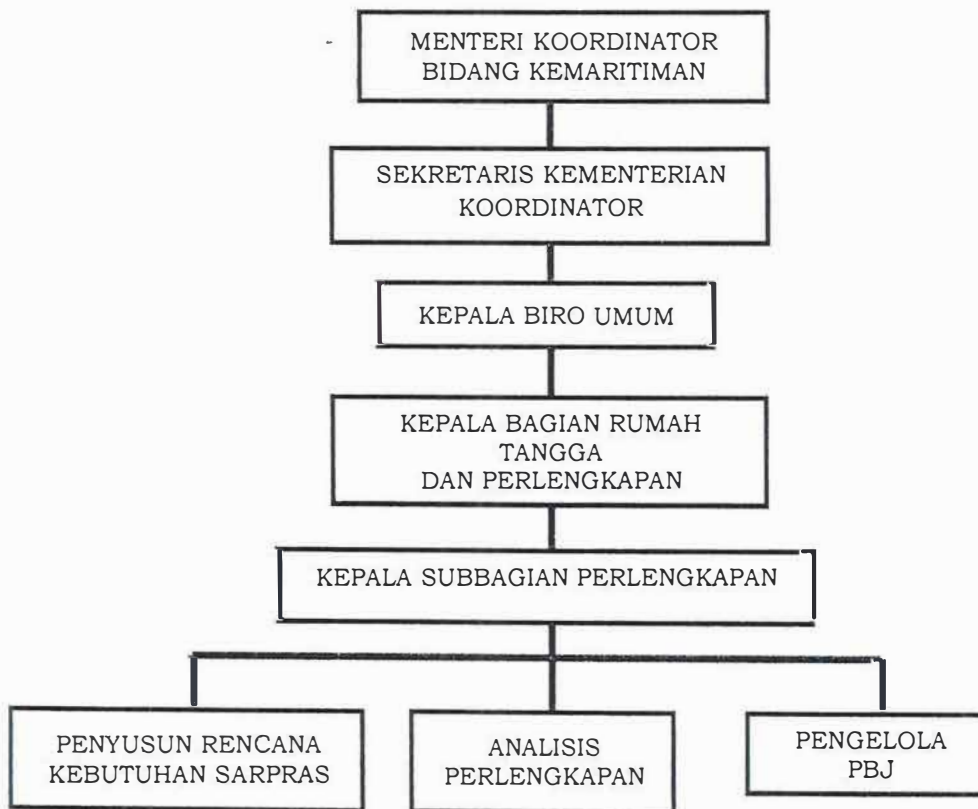 MENTERI KOORDINATOR
BIDANG KEMARITIMAN
SEKRETARIS KEMENTERIAN
KOORDINATOR
KEPALA BIRO UMUM
KEPALA BAGIAN RUMAH
TANGGA
DAN PERLENGKAPAN
KEPALA SUBBAGIAN PERLENGKAPAN
PENYUSUN RENCANA
KEBUTUHAN SARPRAS
ANALISIS
PERLENGKAPAN
PENGELOLA
PBJ